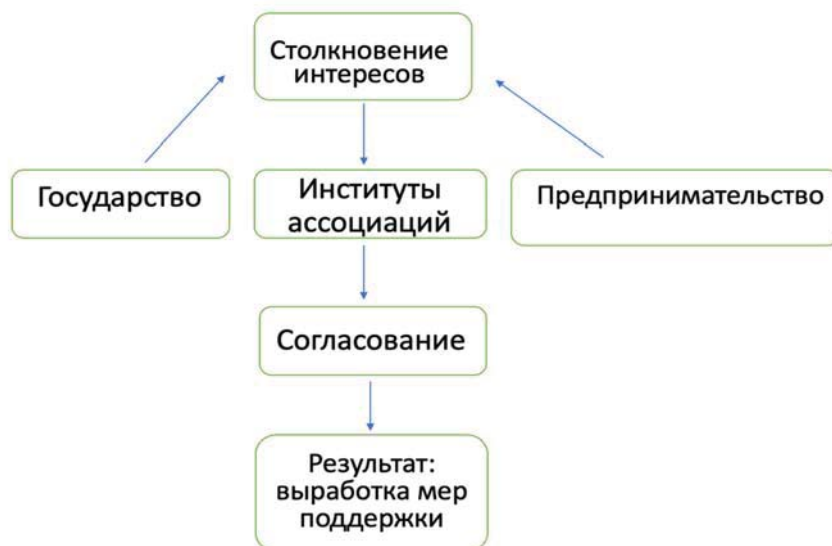 Столкновение
интересов
Государство
Институты
ассоциаций
Предпринимательство
Согласование
Результат:
выработка мер
поддержки